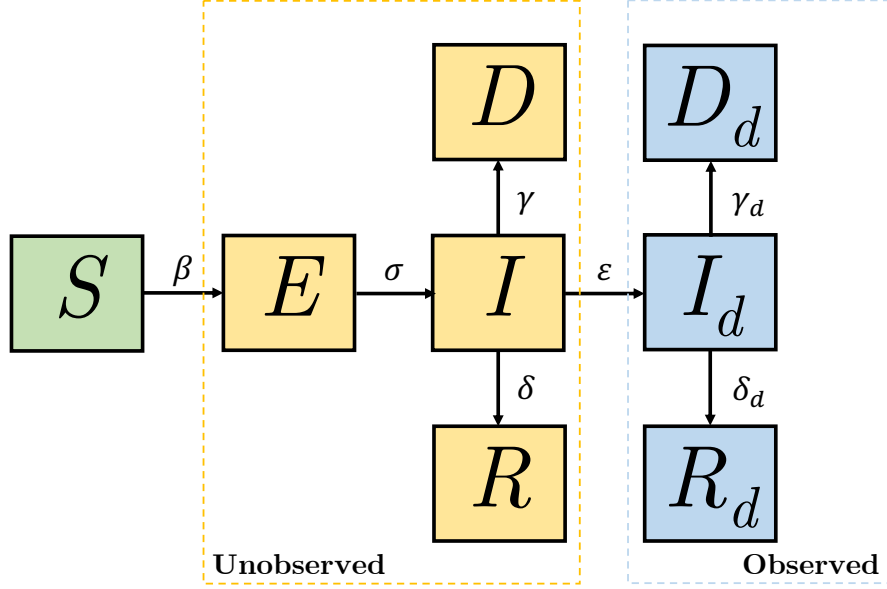 D
D_d
γ
γ_d
S
β
E
σ
I
ε
I_d
δ
δ_d
R
R_d
Unobserved
Observed